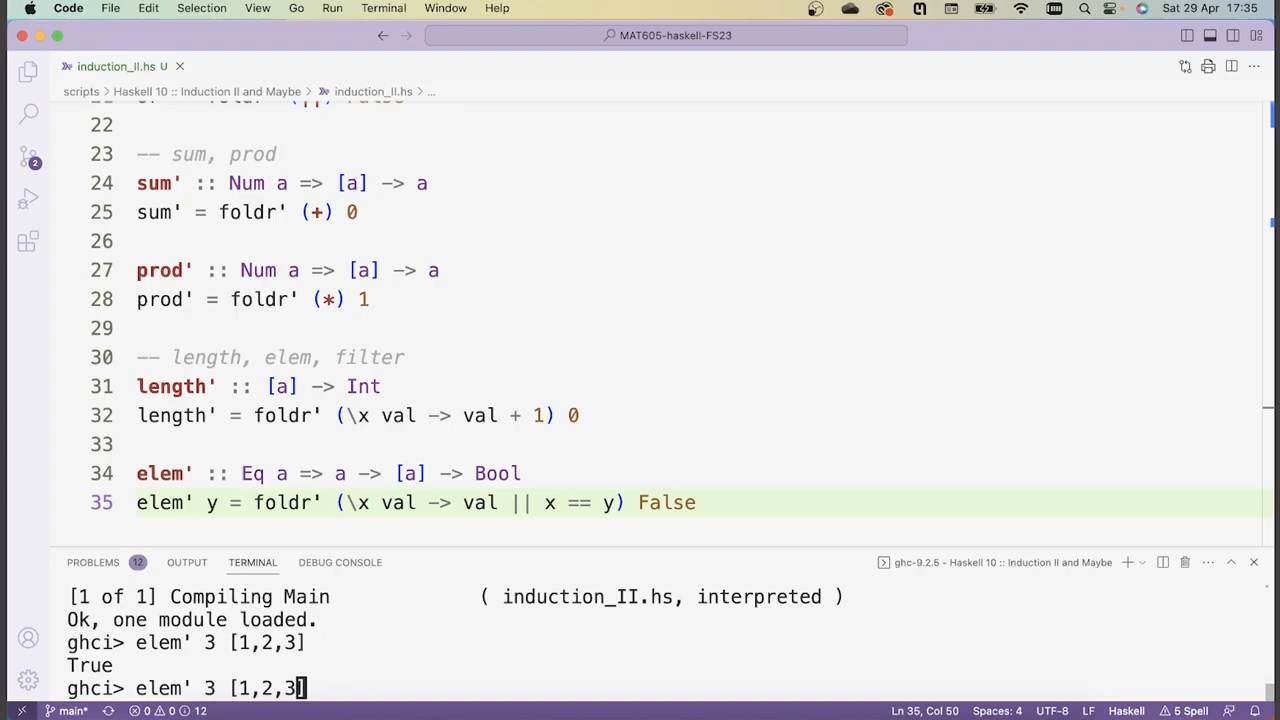 Code File Edit Selection View Go Run Terminal Window Help Sat 29 Apr 17:35
MAT605-haskell-FS23
induction_II.hs U
scripts > Haskell 10 :: Induction II and Maybe > induction_II.hs > ...
22
23 -- sum, prod
24 sum' :: Num a => [a] -> a
25 sum' = foldr' (+) 0
26
27 prod' :: Num a => [a] -> a
28 prod' = foldr' (*) 1
29
30 -- length, elem, filter
31 length' :: [a] -> Int
32 length' = foldr' (\x val -> val + 1) 0
33
34 elem' :: Eq a => a -> [a] -> Bool
35 elem' y = foldr' (\x val -> val || x == y) False
2
PROBLEMS 12 OUTPUT TERMINAL DEBUG CONSOLE ghc-9.2.5 - Haskell 10 :: Induction II and Maybe
[1 of 1] Compiling Main ( induction_II.hs, interpreted )
Ok, one module loaded.
ghci> elem' 3 [1,2,3]
True
ghci> elem' 3 [1,2,3]
main* 0 0 12 Ln 35, Col 50 Spaces: 4 UTF-8 LF Haskell 5 Spell